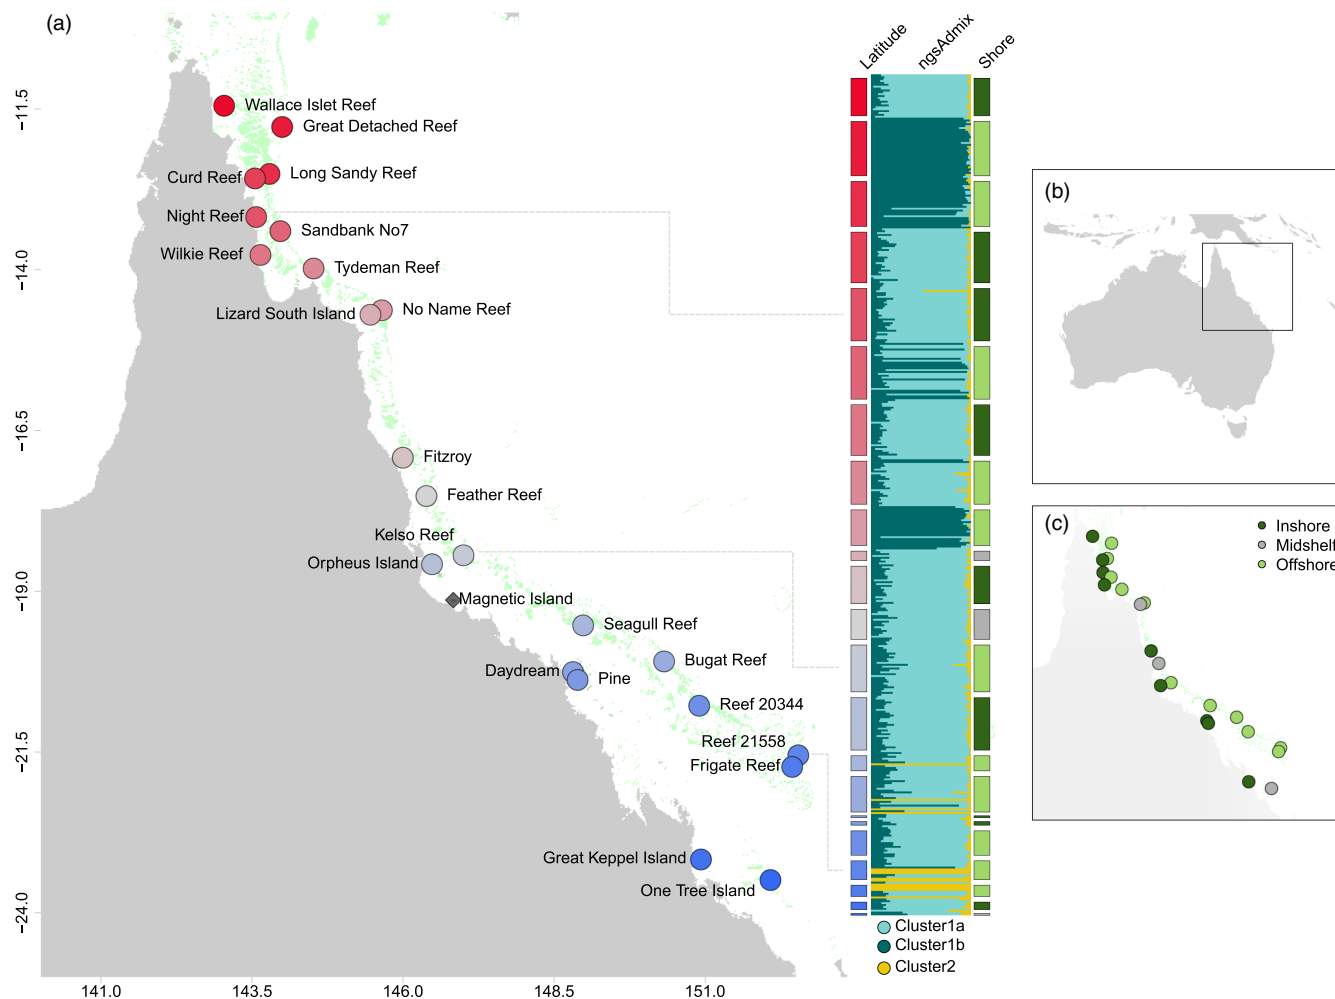 (a)
Latitude
ngsAdmix
Shore
−11.5
−14.0
−16.5
−19.0
−21.5
−24.0
Wallace Islet Reef
Great Detached Reef
Long Sandy Reef
Curd Reef
Night Reef
Sandbank No7
Wilkie Reef
Tydeman Reef
No Name Reef
Lizard South Island
Fitzroy
Feather Reef
Kelso Reef
Orpheus Island
Magnetic Island
Seagull Reef
Bugat Reef
Daydream
Pine
Reef 20344
Reef 21558
Frigate Reef
Great Keppel Island
One Tree Island
141.0
143.5
146.0
148.5
151.0
Cluster1a
Cluster1b
Cluster2
(b)
(c)
Inshore
Midshelf
Offshore